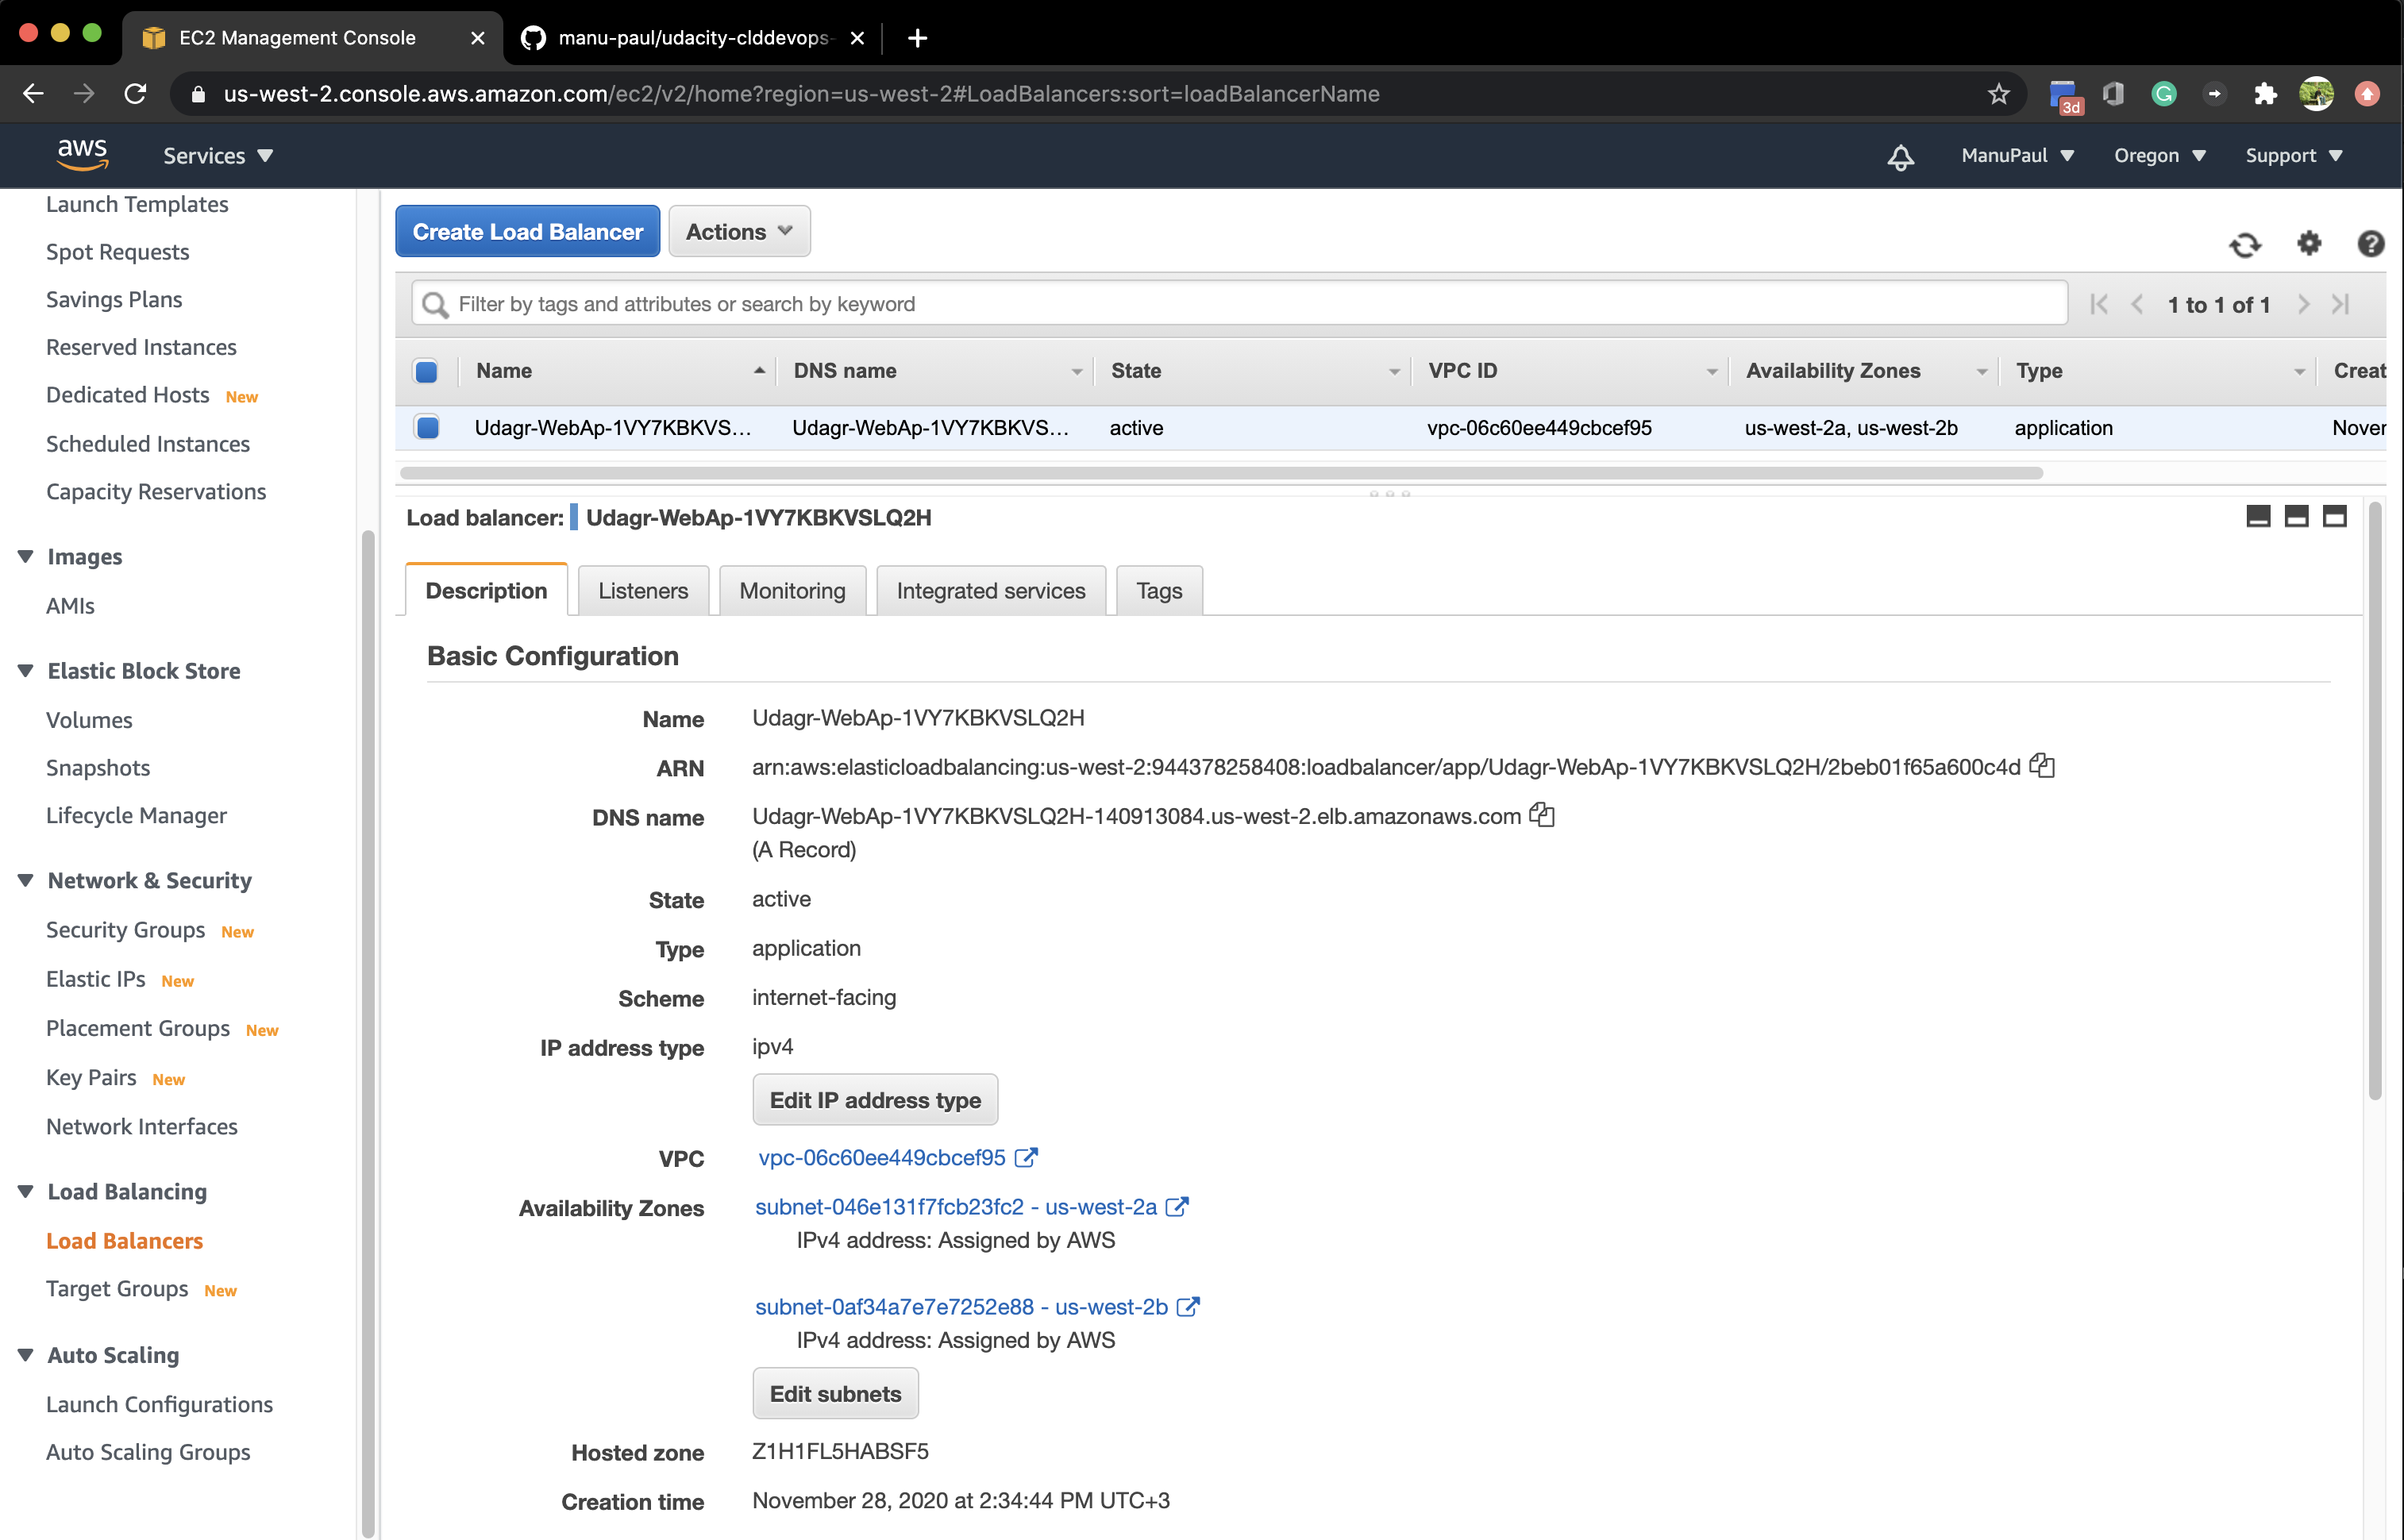 EC2 Management Console
manu-paul/udacity-clddevops-
us-west-2.console.aws.amazon.com/ec2/v2/home?region=us-west-2#LoadBalancers:sort=loadBalancerName
3d
aws
Services
ManuPaul
Oregon
Support
Launch Templates
Spot Requests
Savings Plans
Reserved Instances
Dedicated Hosts New
Scheduled Instances
Capacity Reservations
Images
AMIs
Elastic Block Store
Volumes
Snapshots
Lifecycle Manager
Network & Security
Security Groups New
Elastic IPs New
Placement Groups New
Key Pairs New
Network Interfaces
Load Balancing
Load Balancers
Target Groups New
Auto Scaling
Launch Configurations
Auto Scaling Groups
Create Load Balancer Actions
Filter by tags and attributes or search by keyword
1 to 1 of 1
Name DNS name State VPC ID Availability Zones Type Creat
Udagr-WebAp-1VY7KBKVS... Udagr-WebAp-1VY7KBKVS... active vpc-06c60ee449cbcef95 us-west-2a, us-west-2b application Nover
Load balancer: Udagr-WebAp-1VY7KBKVSLQ2H
Description Listeners Monitoring Integrated services Tags
Basic Configuration
Name Udagr-WebAp-1VY7KBKVSLQ2H
ARN arn:aws:elasticloadbalancing:us-west-2:944378258408:loadbalancer/app/Udagr-WebAp-1VY7KBKVSLQ2H/2beb01f65a600c4d
DNS name Udagr-WebAp-1VY7KBKVSLQ2H-140913084.us-west-2.elb.amazonaws.com
(A Record)
State active
Type application
Scheme internet-facing
IP address type ipv4
Edit IP address type
VPC vpc-06c60ee449cbcef95
Availability Zones subnet-046e131f7fcb23fc2 - us-west-2a
IPv4 address: Assigned by AWS
subnet-0af34a7e7e7252e88 - us-west-2b
IPv4 address: Assigned by AWS
Edit subnets
Hosted zone Z1H1FL5HABSF5
Creation time November 28, 2020 at 2:34:44 PM UTC+3